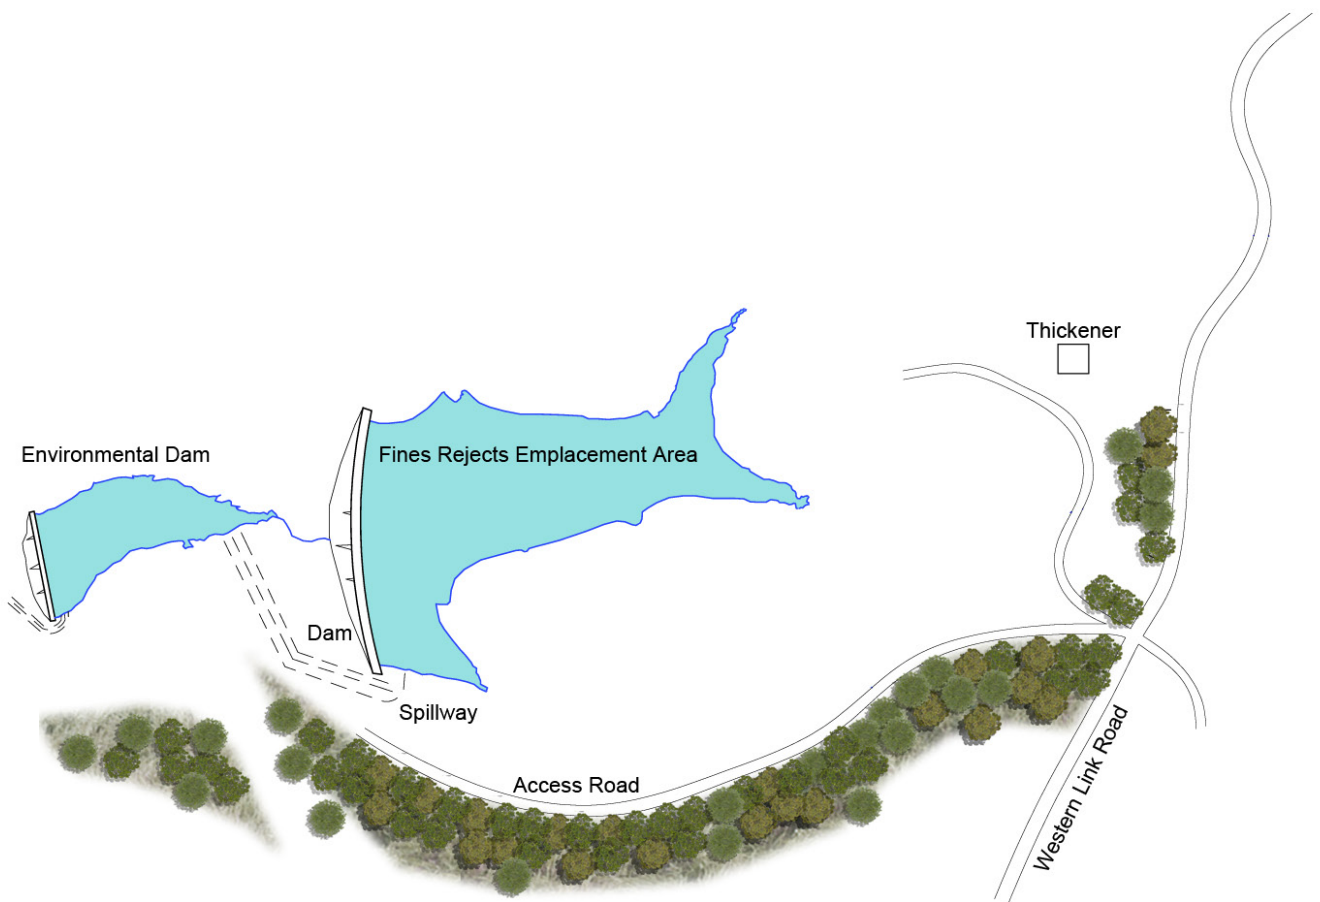 Thickener
Environmental Dam
Fines Rejects Emplacement Area
Dam
Spillway
Access Road
Western Link Road